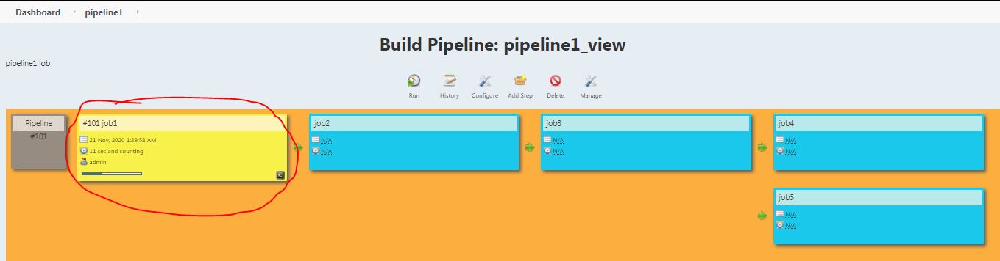 Dashboard pipeline1
Build Pipeline: pipeline1_view
pipeline1 job
Run History Configure Add Step Delete Manage
Pipeline
#101
#101 job1
21 Nov, 2020 1:39:58 AM
11 sec and counting
admin
job2
N/A
N/A
job3
N/A
N/A
job4
N/A
N/A
job5
N/A
N/A